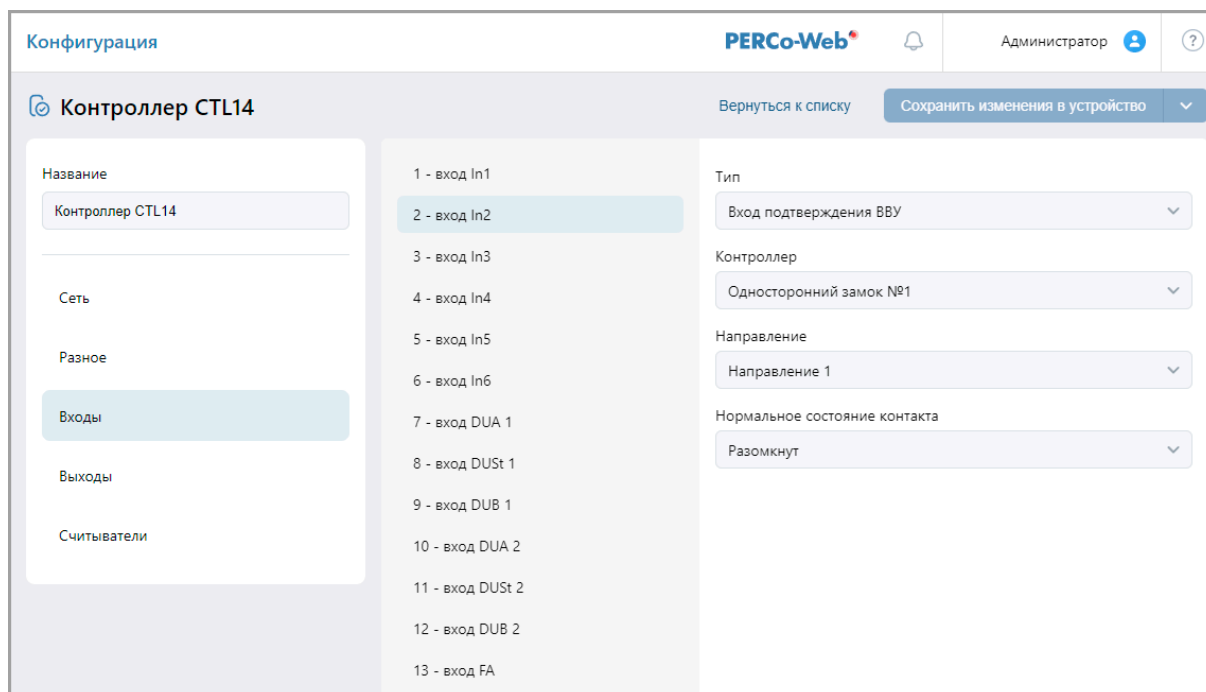 Конфигурация
PERCo-Web
Администратор
?
Контроллер CTL14
Вернуться к списку
Сохранить изменения в устройство
Название
Контроллер CTL14
Сеть
Разное
Входы
Выходы
Считыватели
1 - вход In1
2 - вход In2
3 - вход In3
4 - вход In4
5 - вход In5
6 - вход In6
7 - вход DUA 1
8 - вход DUSt 1
9 - вход DUB 1
10 - вход DUA 2
11 - вход DUSt 2
12 - вход DUB 2
13 - вход FA
Тип
Вход подтверждения ВВУ
Контроллер
Односторонний замок №1
Направление
Направление 1
Нормальное состояние контакта
Разомкнут